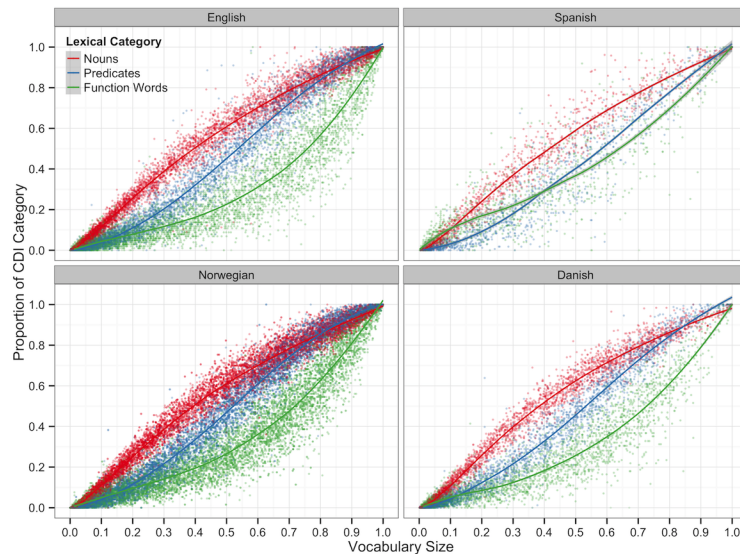 English
Spanish
Lexical Category
Nouns
Predicates
Function Words
1.0
0.8
0.6
0.4
0.2
0.0
Norwegian
Danish
1.0
0.8
0.6
0.4
0.2
0.0
0.0 0.1 0.2 0.3 0.4 0.5 0.6 0.7 0.8 0.9 1.0
0.0 0.1 0.2 0.3 0.4 0.5 0.6 0.7 0.8 0.9 1.0
Proportion of CDI Category
Vocabulary Size